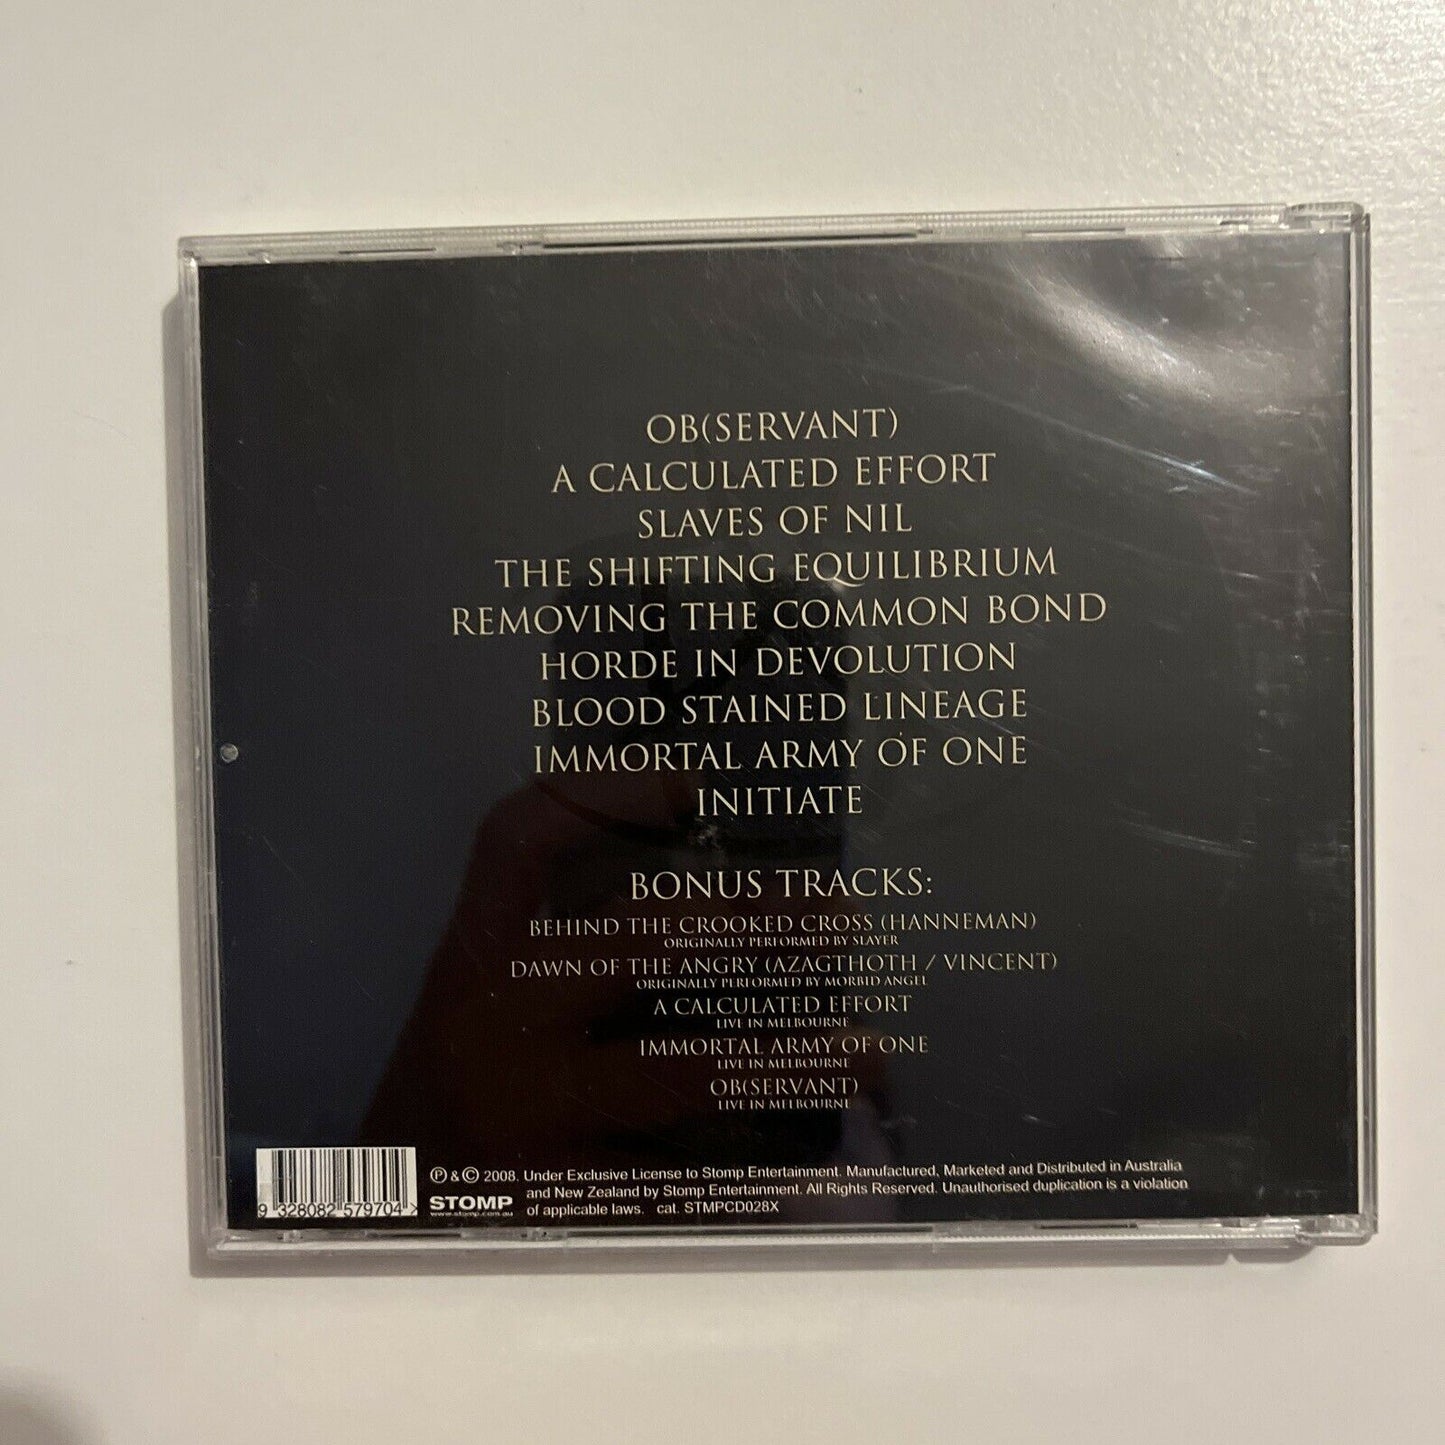 OB(SERVANT)
A CALCULATED EFFORT
SLAVES OF NIL
THE SHIFTING EQUILIBRIUM
REMOVING THE COMMON BOND
HORDE IN DEVOLUTION
BLOOD STAINED LINEAGE
IMMORTAL ARMY OF ONE
INITIATE
BONUS TRACKS:
BEHIND THE CROOKED CROSS (HANNEMAN)
ORIGINALLY PERFORMED BY SLAYER
DAWN OF THE ANGRY (AZAGTHOTH / VINCENT)
ORIGINALLY PERFORMED BY MORBID ANGEL
A CALCULATED EFFORT
LIVE IN MELBOURNE
IMMORTAL ARMY OF ONE
LIVE IN MELBOURNE
OB(SERVANT)
LIVE IN MELBOURNE
9 328082 579704 >
STOMP
www.stomp.com.au
℗ & © 2008. Under Exclusive License to Stomp Entertainment. Manufactured, Marketed and Distributed in Australia
and New Zealand by Stomp Entertainment. All Rights Reserved. Unauthorised duplication is a violation
of applicable laws. cat. STMPCD028X